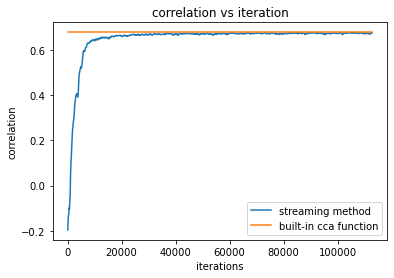 correlation vs iteration
0.6
0.4
0.2
0.0
−0.2
correlation
0
20000
40000
60000
80000
100000
iterations
streaming method
built-in cca function